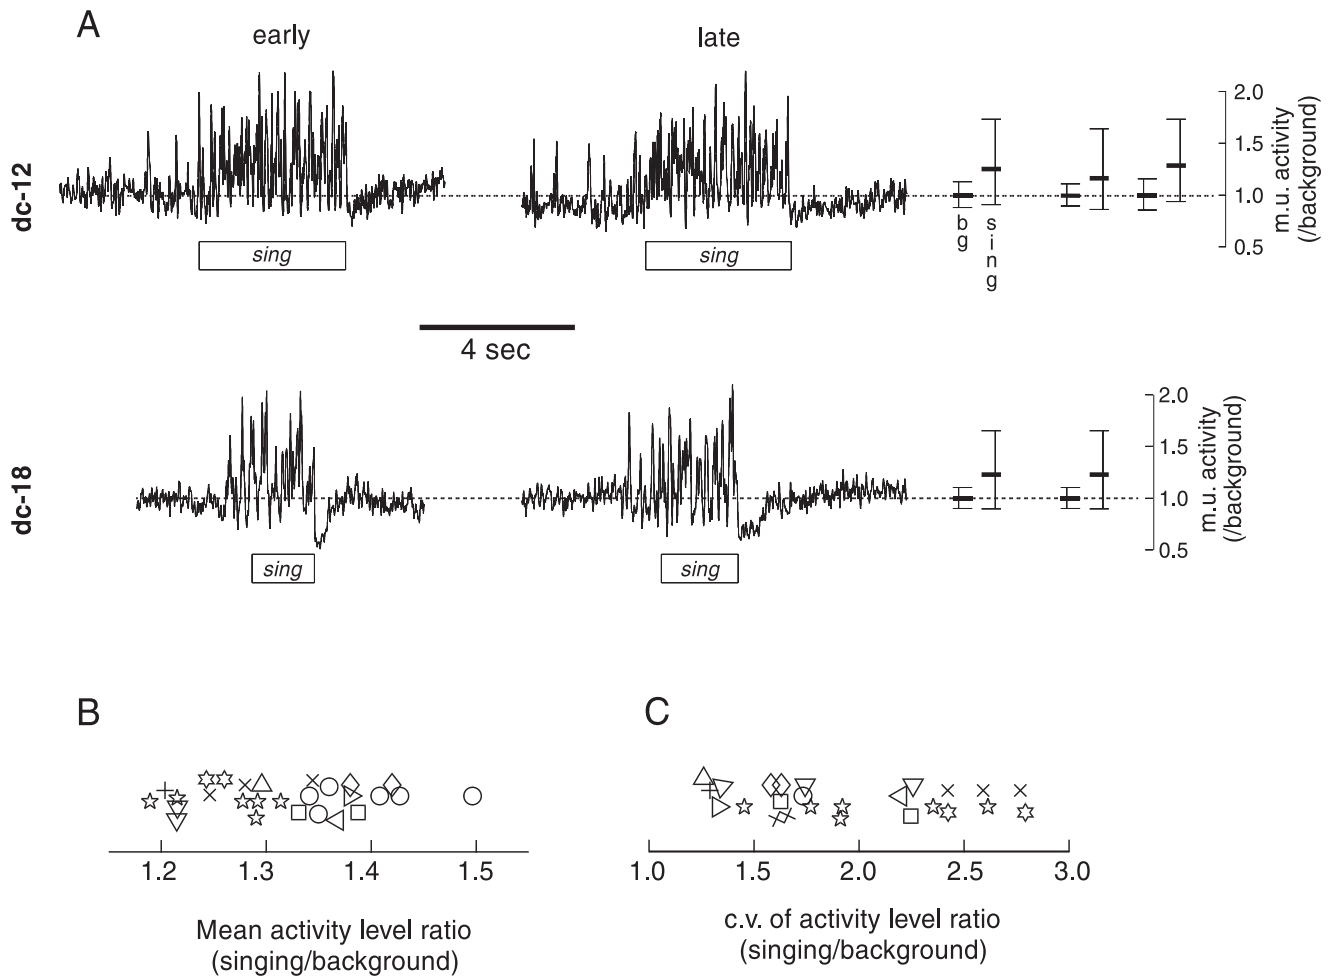 A
early
late
dc-12
sing
sing
bg
sing
2.0
1.5
1.0
0.5
m.u. activity
(/background)
4 sec
dc-18
sing
sing
2.0
1.5
1.0
0.5
m.u. activity
(/background)
B
1.2 1.3 1.4 1.5
Mean activity level ratio
(singing/background)
C
1.0 1.5 2.0 2.5 3.0
c.v. of activity level ratio
(singing/background)